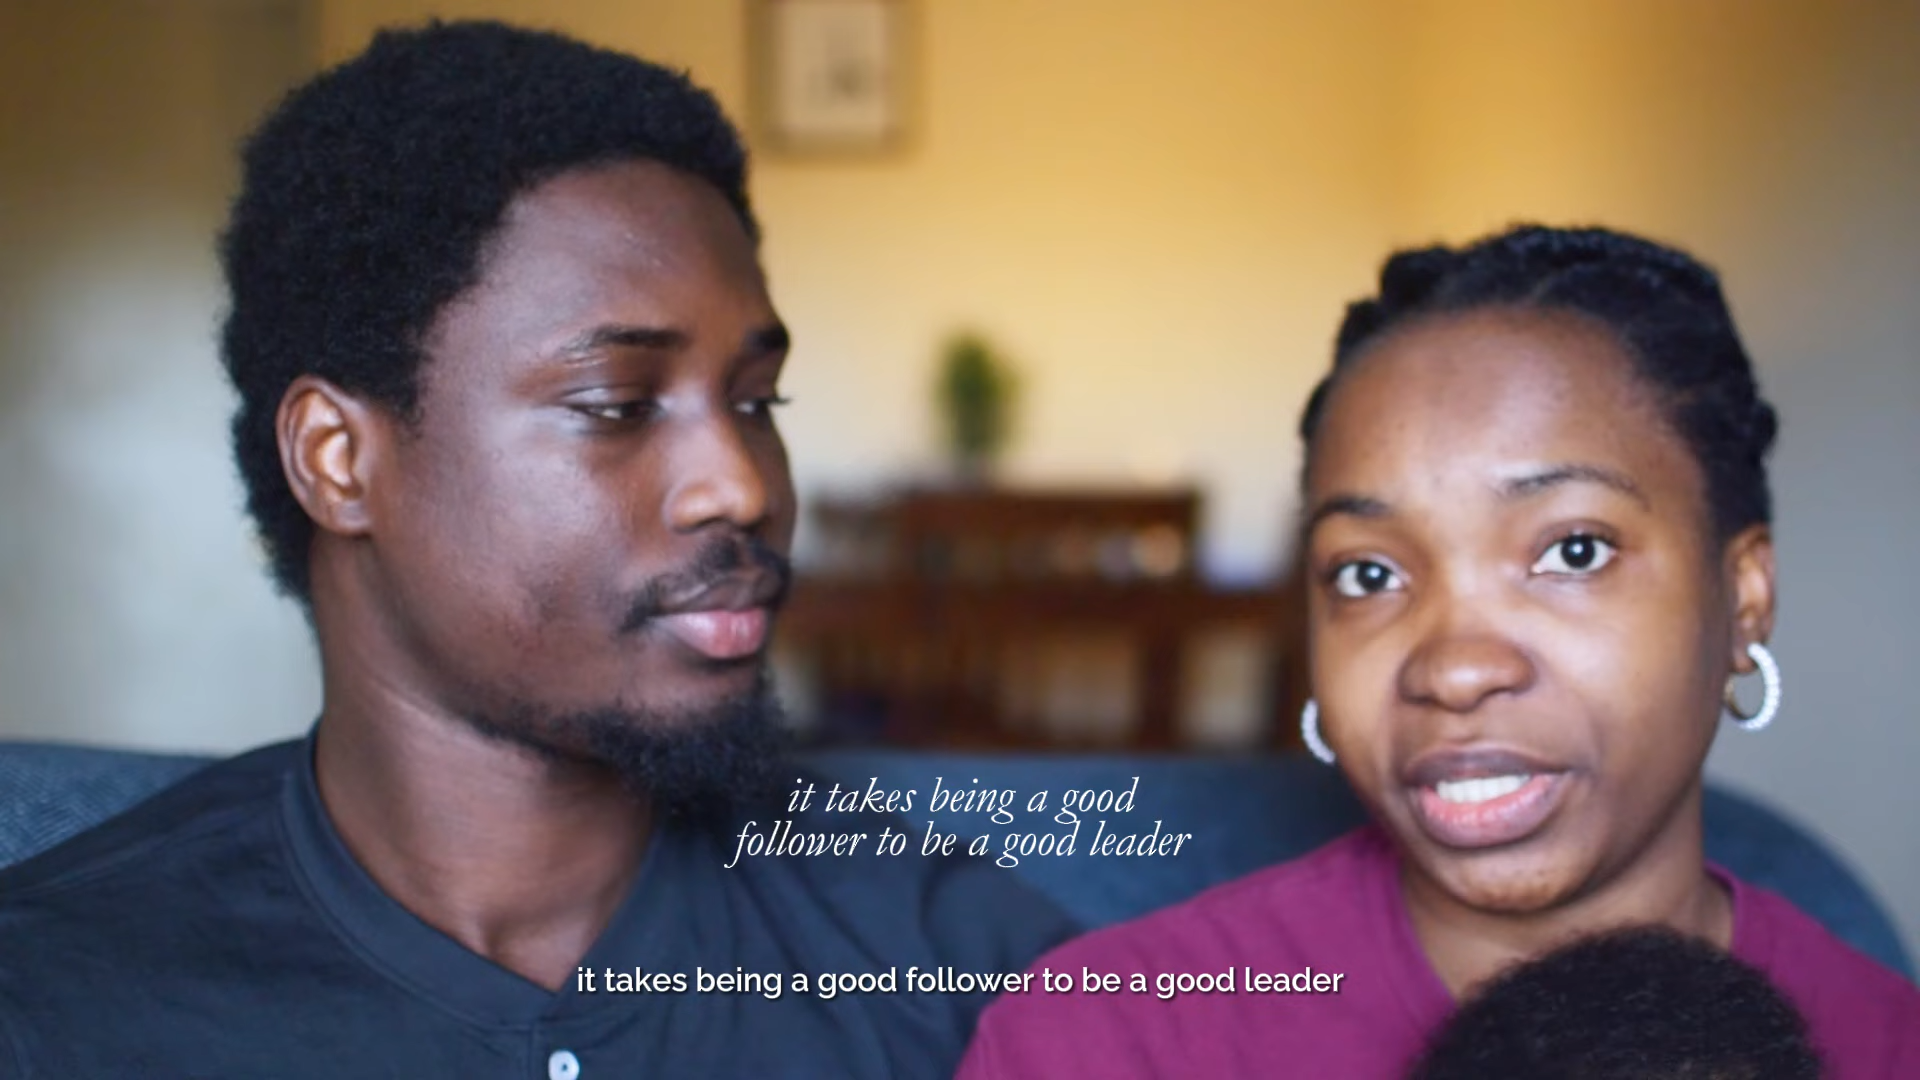 it takes being a good
follower to be a good leader
it takes being a good follower to be a good leader